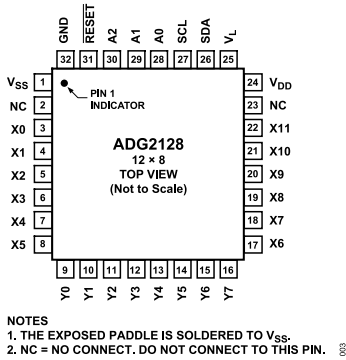 GND
RESET
A2
A1
A0
SCL
SDA
VL
32 31 30 29 28 27 26 25
VSS 1
NC 2
X0 3
X1 4
X2 5
X3 6
X4 7
X5 8
PIN 1
INDICATOR
ADG2128
12 × 8
TOP VIEW
(Not to Scale)
24 VDD
23 NC
22 X11
21 X10
20 X9
19 X8
18 X7
17 X6
9 10 11 12 13 14 15 16
Y0
Y1
Y2
Y3
Y4
Y5
Y6
Y7
NOTES
1. THE EXPOSED PADDLE IS SOLDERED TO VSS.
2. NC = NO CONNECT. DO NOT CONNECT TO THIS PIN.
003